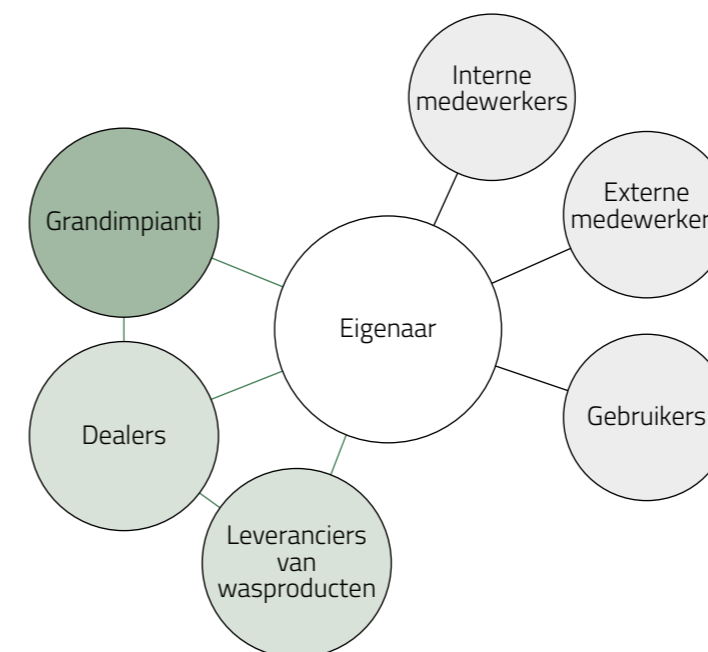 Interne
medewerkers
Externe
medewerker
Grandimpianti
Eigenaar
Gebruikers
Dealers
Leveranciers
van
wasproducten